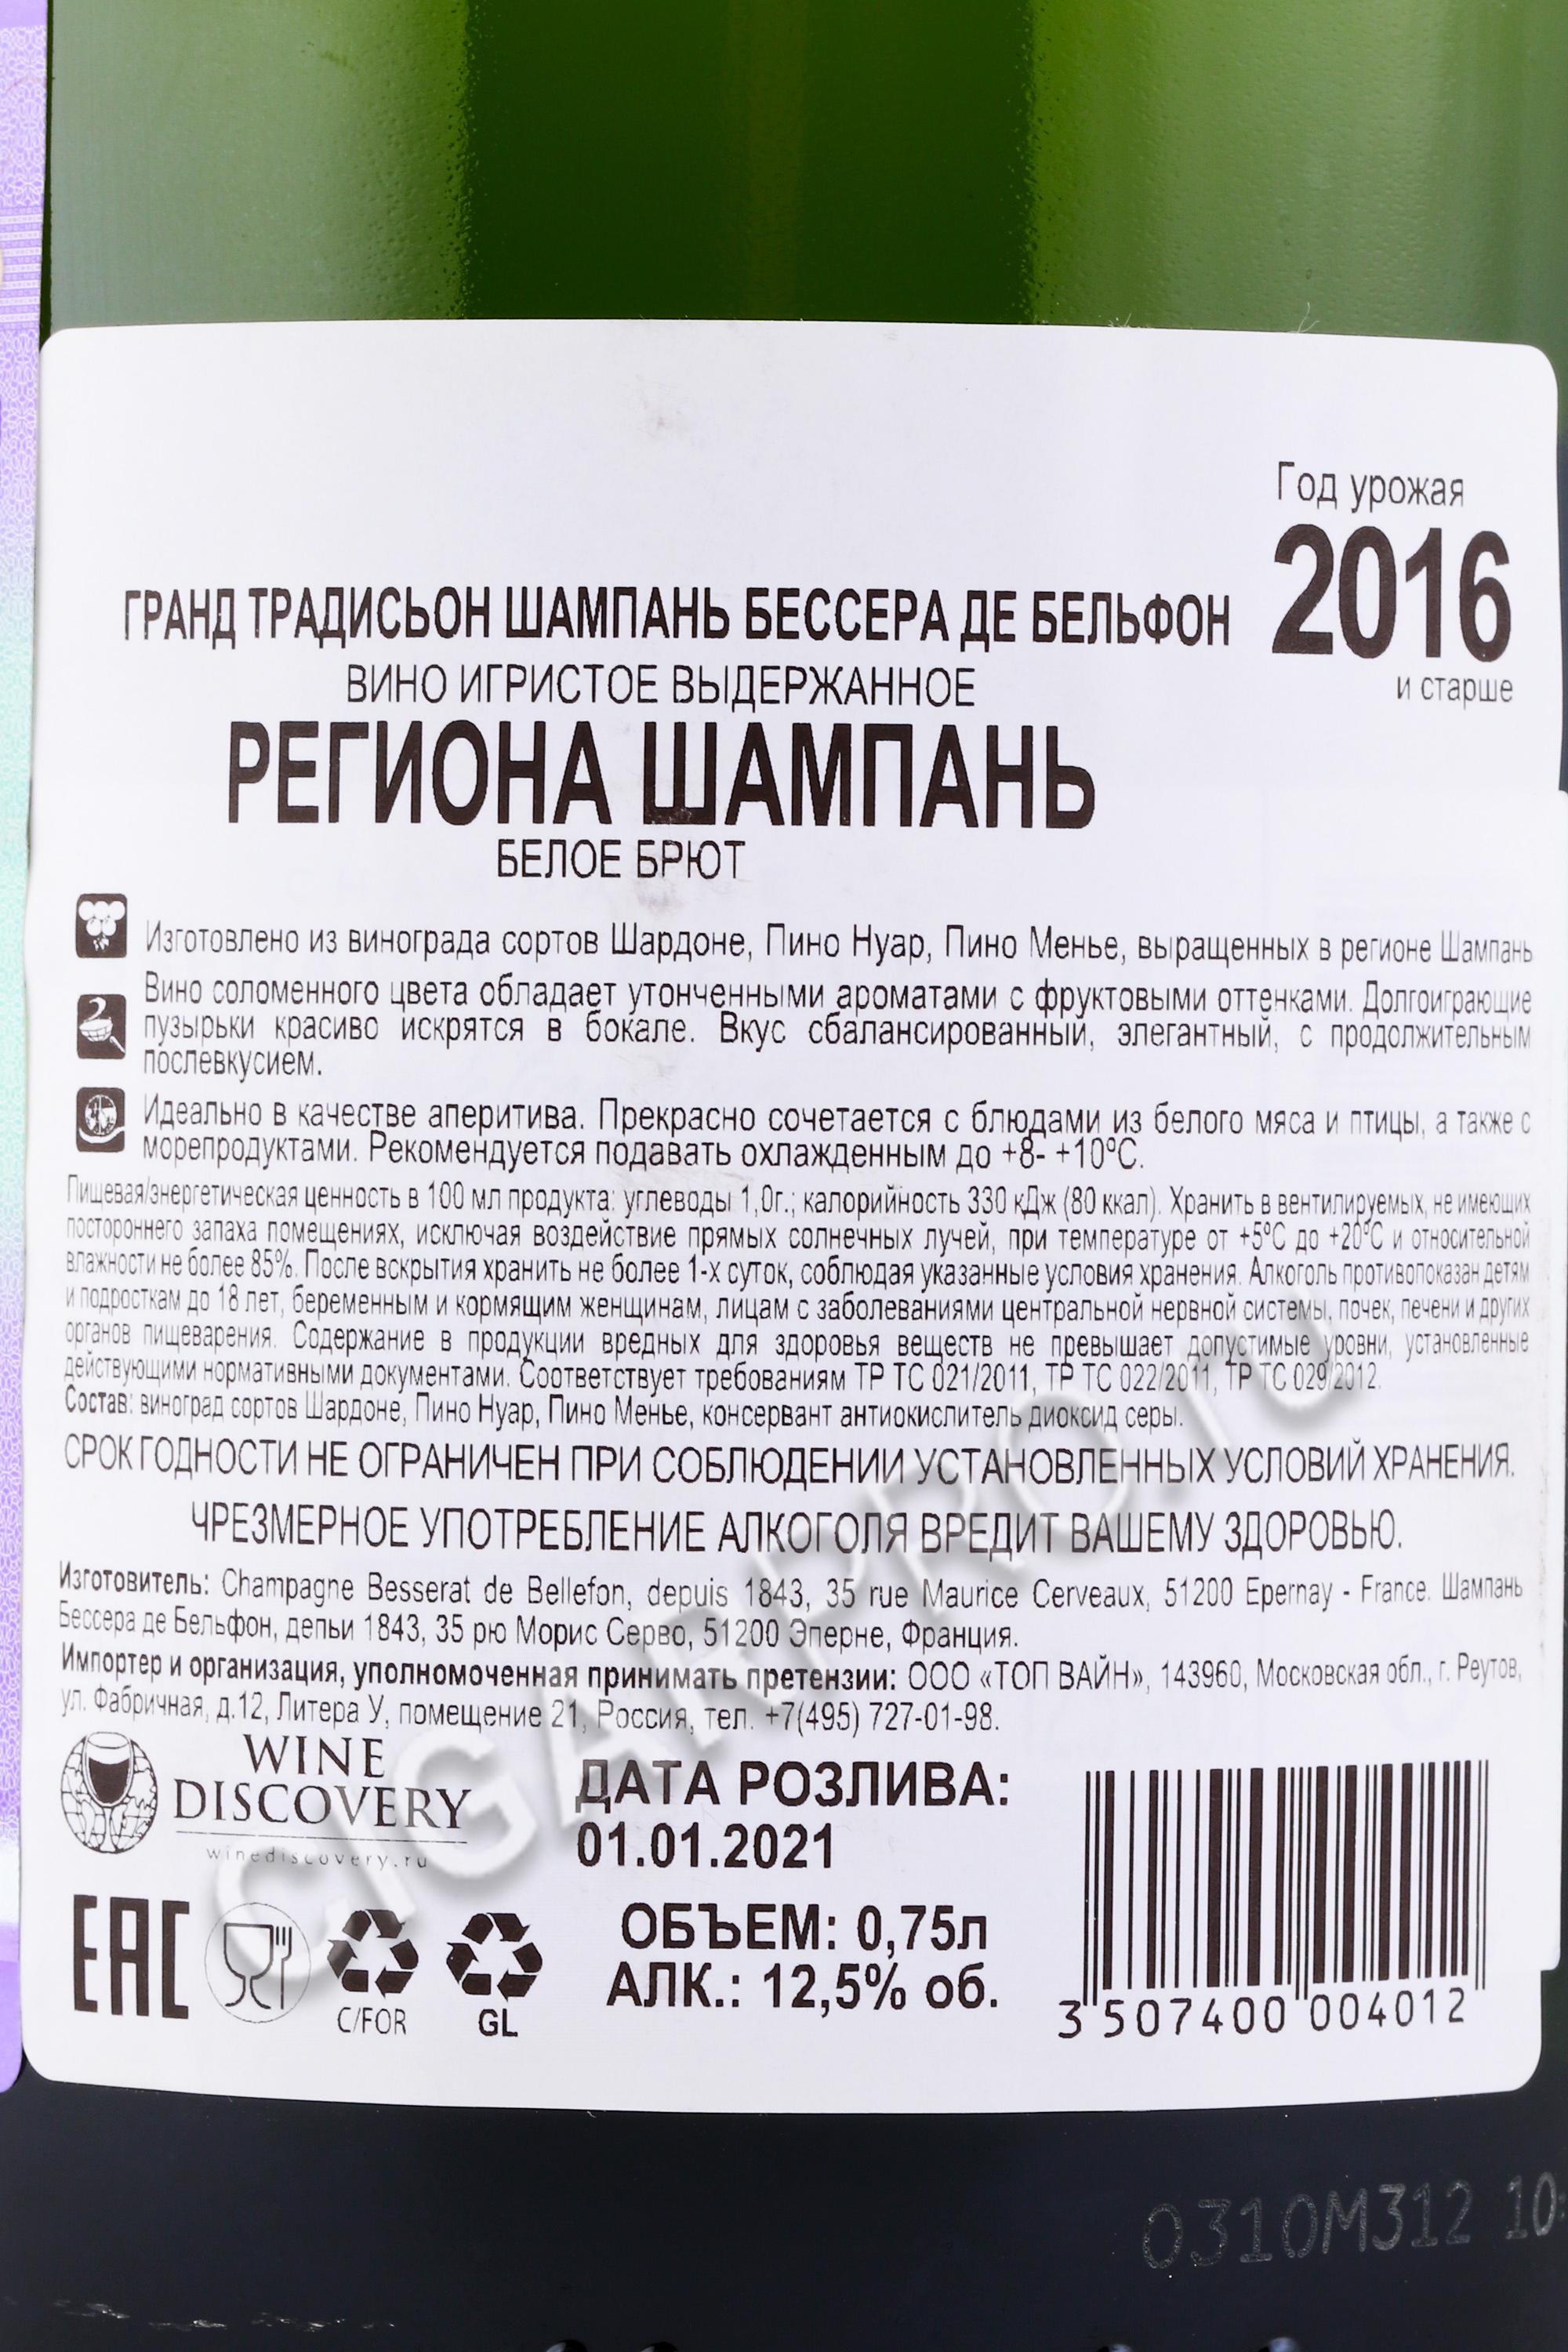 Год урожая
2016
и старше
ГРАНД ТРАДИСЬОН ШАМПАНЬ БЕССЕРА ДЕ БЕЛЬФОН
ВИНО ИГРИСТОЕ ВЫДЕРЖАННОЕ
РЕГИОНА ШАМПАНЬ
БЕЛОЕ БРЮТ
Изготовлено из винограда сортов Шардоне, Пино Нуар, Пино Менье, выращенных в регионе Шампань
Вино соломенного цвета обладает утонченными ароматами с фруктовыми оттенками. Долгоиграющие
пузырьки красиво искрятся в бокале. Вкус сбалансированный, элегантный, с продолжительным
послевкусием.
Идеально в качестве аперитива. Прекрасно сочетается с блюдами из белого мяса и птицы, а также с
морепродуктами. Рекомендуется подавать охлажденным до +8- +10ºС.
Пищевая/энергетическая ценность в 100 мл продукта: углеводы 1,0г.; калорийность 330 кДж (80 ккал). Хранить в вентилируемых, не имеющих
постороннего запаха помещениях, исключая воздействие прямых солнечных лучей, при температуре от +5ºС до +20ºС и относительной
влажности не более 85%. После вскрытия хранить не более 1-х суток, соблюдая указанные условия хранения. Алкоголь противопоказан детям
и подросткам до 18 лет, беременным и кормящим женщинам, лицам с заболеваниями центральной нервной системы, почек, печени и других
органов пищеварения. Содержание в продукции вредных для здоровья веществ не превышает допустимые уровни, установленные
действующими нормативными документами. Соответствует требованиям ТР ТС 021/2011, ТР ТС 022/2011, ТР ТС 029/2012.
Состав: виноград сортов Шардоне, Пино Нуар, Пино Менье, консервант антиокислитель диоксид серы.
СРОК ГОДНОСТИ НЕ ОГРАНИЧЕН ПРИ СОБЛЮДЕНИИ УСТАНОВЛЕННЫХ УСЛОВИЙ ХРАНЕНИЯ.
ЧРЕЗМЕРНОЕ УПОТРЕБЛЕНИЕ АЛКОГОЛЯ ВРЕДИТ ВАШЕМУ ЗДОРОВЬЮ.
Изготовитель: Champagne Besserat de Bellefon, depuis 1843, 35 rue Maurice Cerveaux, 51200 Epernay - France. Шампань
Бессера де Бельфон, депьи 1843, 35 рю Морис Серво, 51200 Эперне, Франция.
Импортер и организация, уполномоченная принимать претензии: ООО «ТОП ВАЙН», 143960, Московская обл., г. Реутов,
ул. Фабричная, д.12, Литера У, помещение 21, Россия, тел. +7(495) 727-01-98.
WINE
DISCOVERY
winediscovery.ru
ДАТА РОЗЛИВА:
01.01.2021
ОБЪЕМ: 0,75л
АЛК.: 12,5% об.
EAC
C/FOR
GL
3 507400 004012
CIGARPRO.ru
0310M312 10: